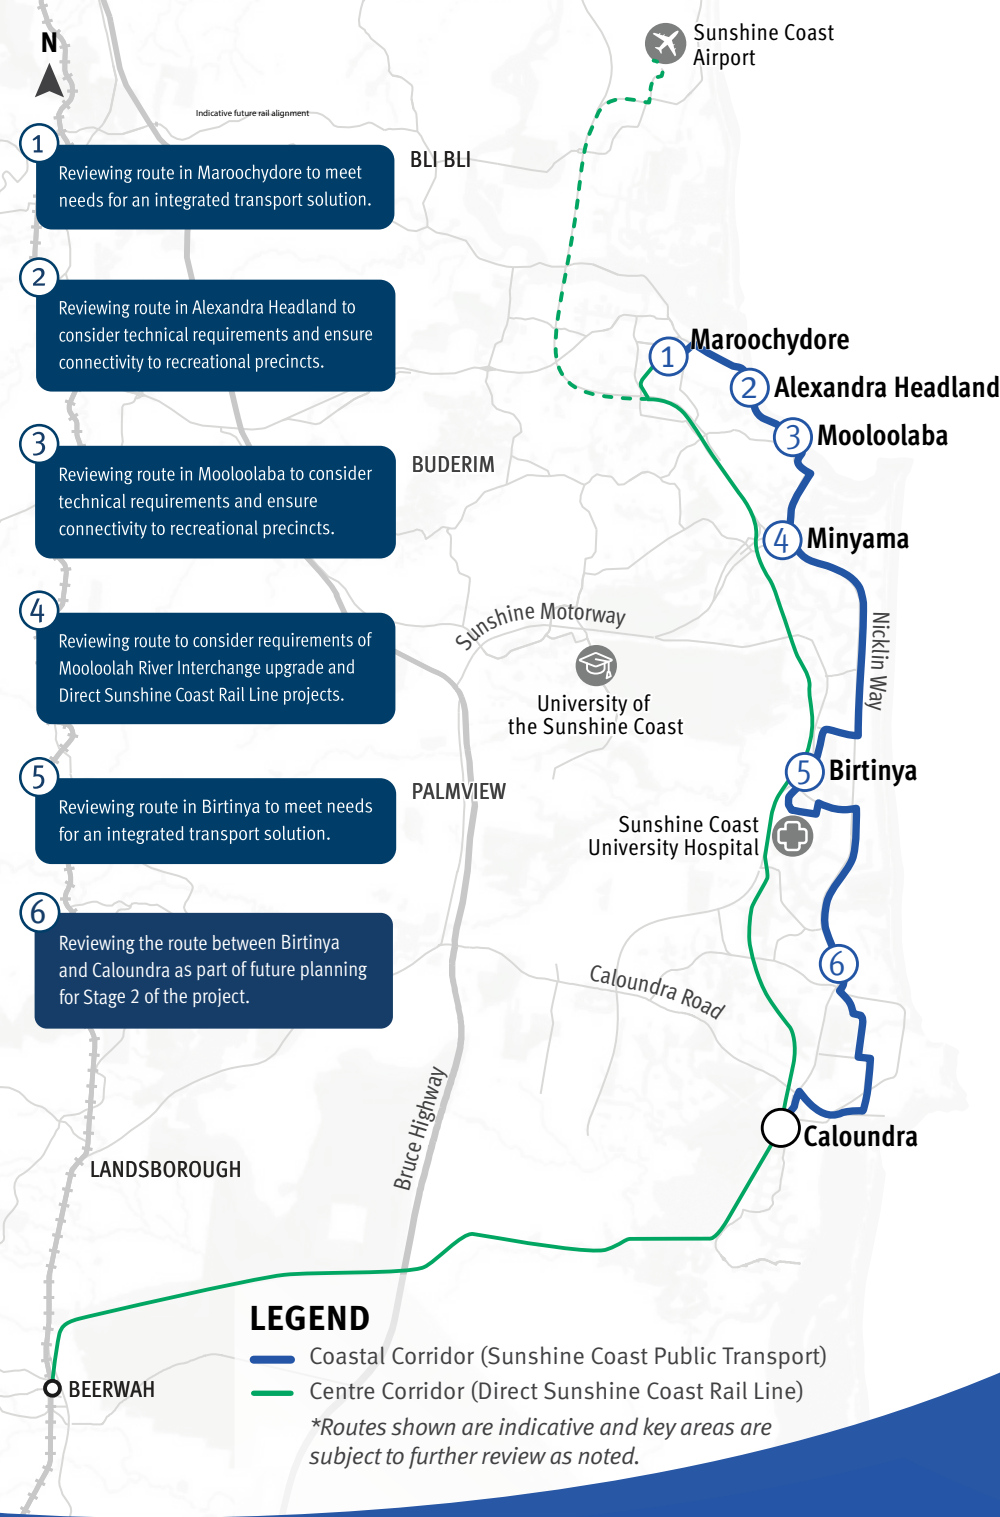 N
Sunshine Coast
Airport
Indicative future rail alignment
1
Reviewing route in Maroochydore to meet
needs for an integrated transport solution.
BLI BLI
2
Reviewing route in Alexandra Headland to
consider technical requirements and ensure
connectivity to recreational precincts.
1
Maroochydore
2
Alexandra Headland
3
Mooloolaba
3
Reviewing route in Mooloolaba to consider
technical requirements and ensure
connectivity to recreational precincts.
BUDERIM
4
Minyama
4
Reviewing route to consider requirements of
Mooloolah River Interchange upgrade and
Direct Sunshine Coast Rail Line projects.
Sunshine Motorway
Nicklin Way
University of
the Sunshine Coast
5
Birtinya
5
Reviewing route in Birtinya to meet needs
for an integrated transport solution.
PALMVIEW
Sunshine Coast
University Hospital
6
Reviewing the route between Birtinya
and Caloundra as part of future planning
for Stage 2 of the project.
6
Caloundra Road
Bruce Highway
Caloundra
LANDSBOROUGH
BEERWAH
LEGEND
Coastal Corridor (Sunshine Coast Public Transport)
Centre Corridor (Direct Sunshine Coast Rail Line)
*Routes shown are indicative and key areas are
subject to further review as noted.